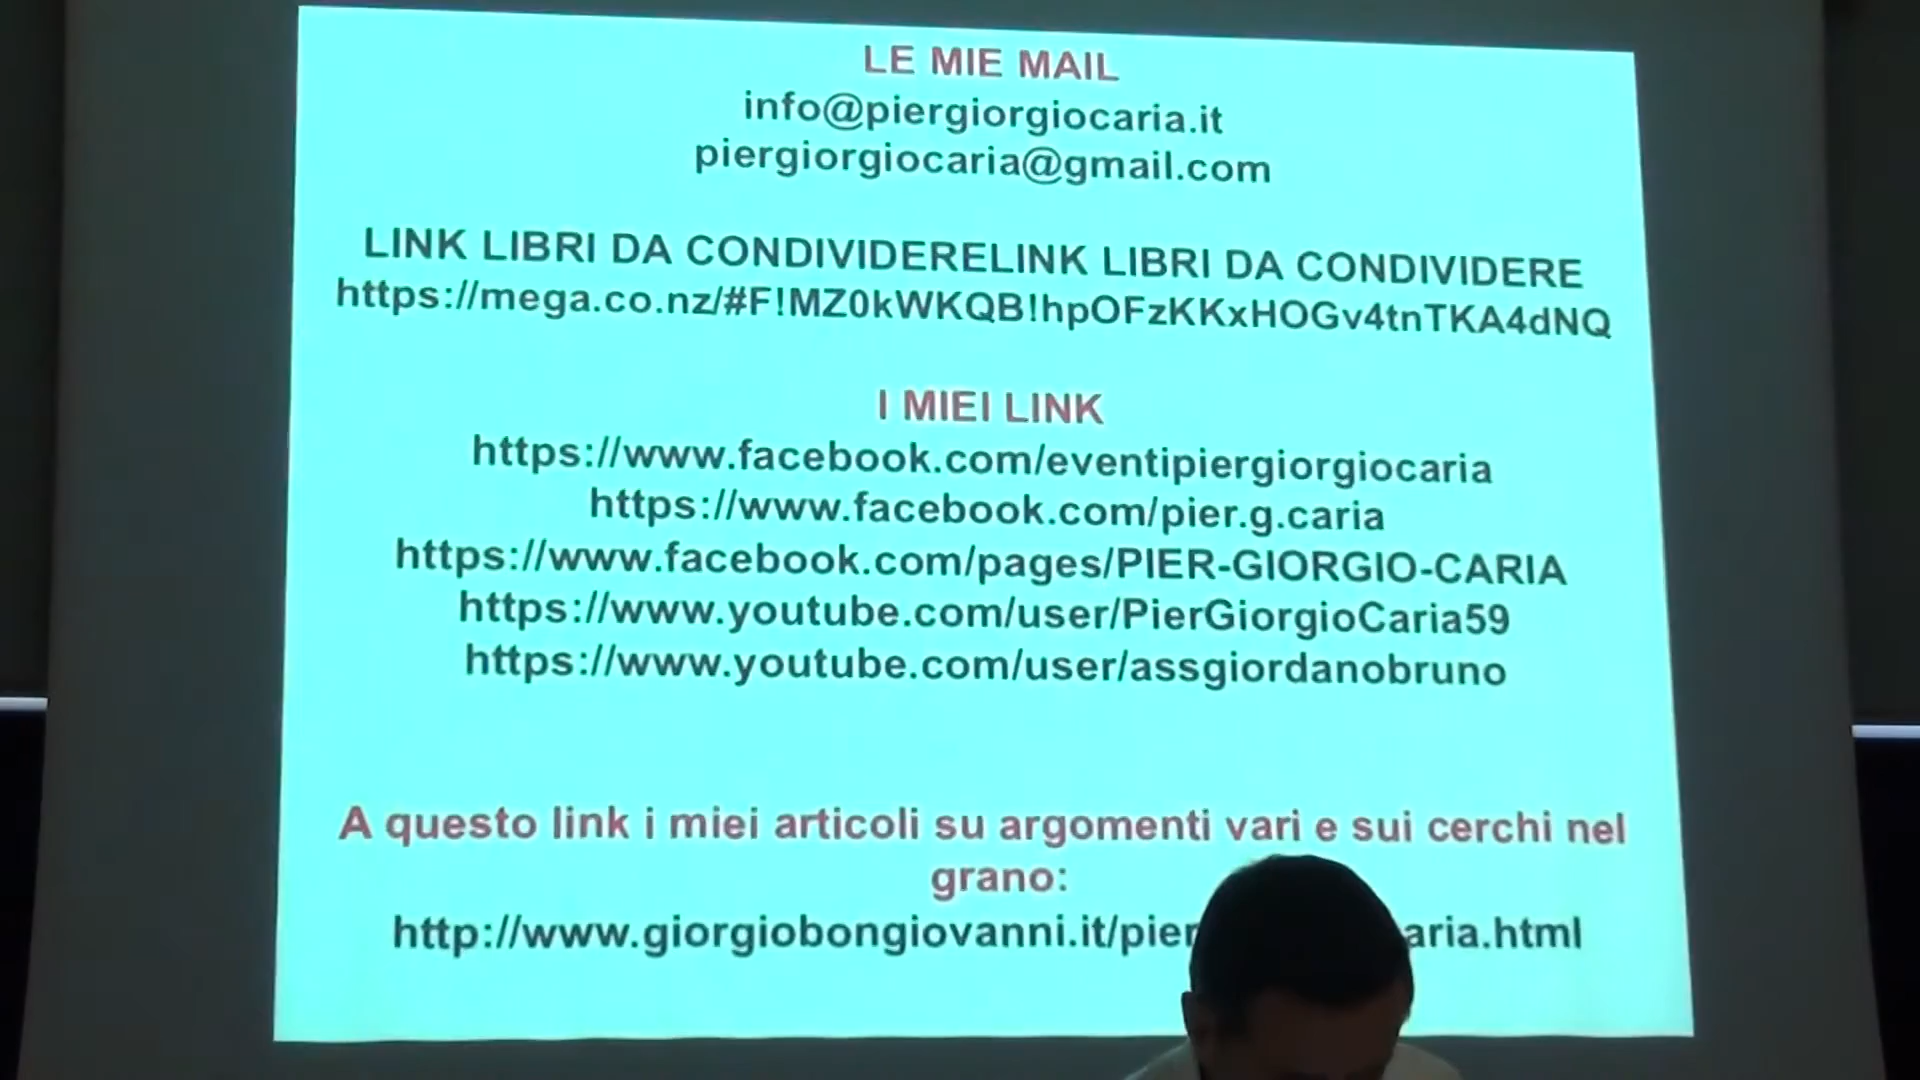 LE MIE MAIL
info@piergiorgiocaria.it
piergiorgiocaria@gmail.com
LINK LIBRI DA CONDIVIDERELINK LIBRI DA CONDIVIDERE
https://mega.co.nz/#F!MZ0kWKQB!hpOFzKKxHOGv4tnTKA4dNQ
I MIEI LINK
https://www.facebook.com/eventipiergiorgiocaria
https://www.facebook.com/pier.g.caria
https://www.facebook.com/pages/PIER-GIORGIO-CARIA
https://www.youtube.com/user/PierGiorgioCaria59
https://www.youtube.com/user/assgiordanobruno
A questo link i miei articoli su argomenti vari e sui cerchi nel
grano:
http://www.giorgiobongiovanni.it/pier aria.html